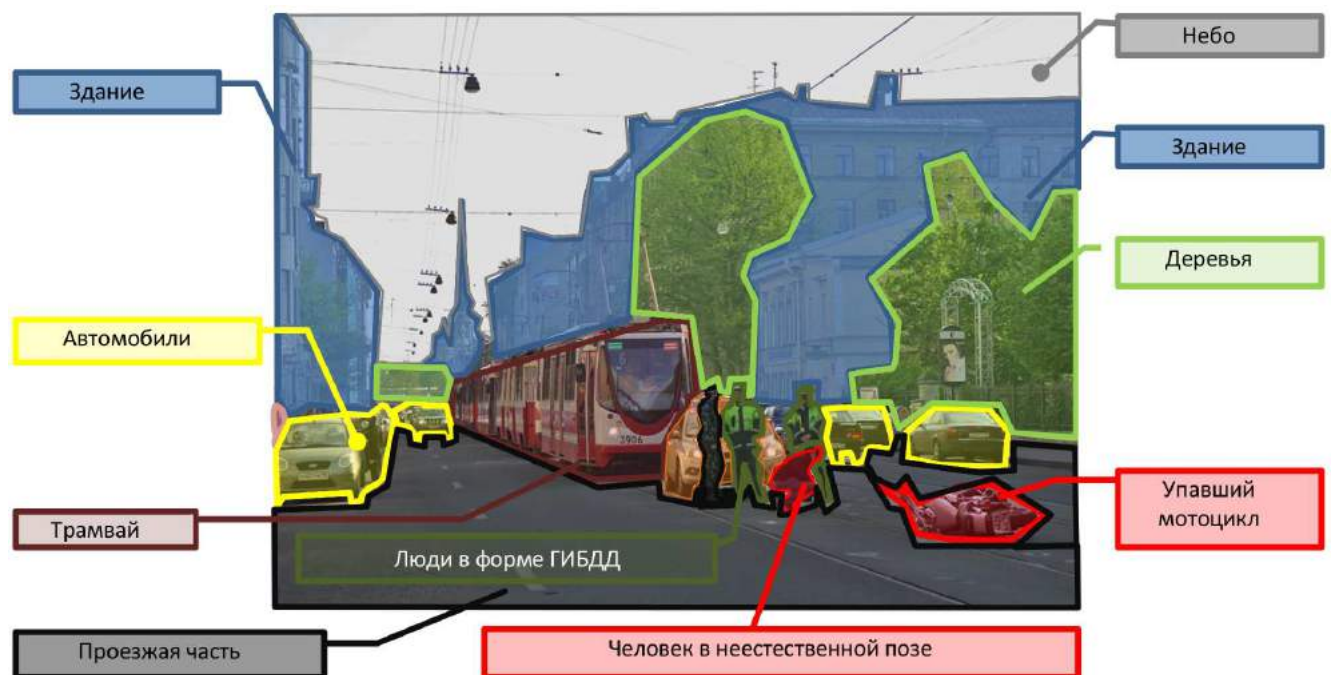 Небо
Здание
Здание
Деревья
Автомобили
3906
Упавший
мотоцикл
Трамвай
Люди в форме ГИБДД
Проезжая часть
Человек в неестественной позе